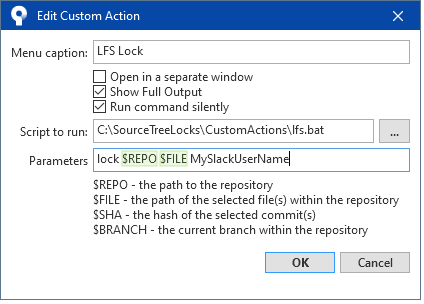 Edit Custom Action
Menu caption: LFS Lock
Open in a separate window
Show Full Output
Run command silently
Script to run: C:\SourceTreeLocks\CustomActions\lfs.bat ...
Parameters lock $REPO $FILE MySlackUserName
$REPO - the path to the repository
$FILE - the path of the selected file(s) within the repository
$SHA - the hash of the selected commit(s)
$BRANCH - the current branch within the repository
OK Cancel